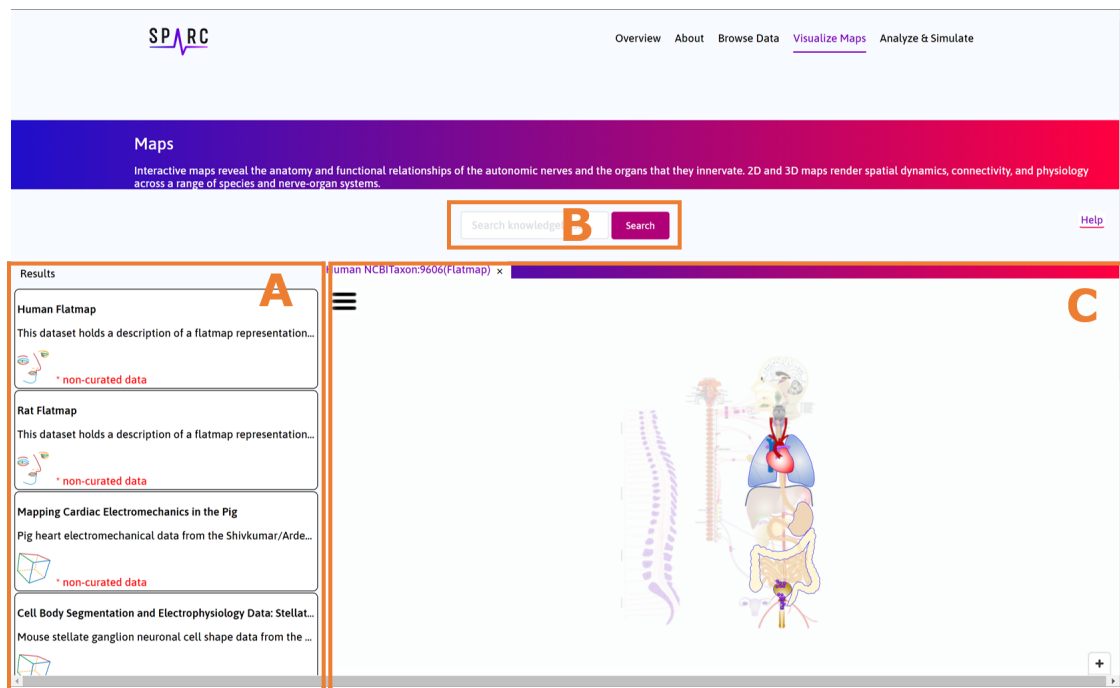 SPARC
Overview About Browse Data Visualize Maps Analyze & Simulate
Maps
Interactive maps reveal the anatomy and functional relationships of the autonomic nerves and the organs that they innervate. 2D and 3D maps render spatial dynamics, connectivity, and physiology
across a range of species and nerve-organ systems.
Search B Search
Help
Results
A
Human NCBITaxon:9606(Flatmap) ×
C
Human Flatmap
This dataset holds a description of a flatmap representation...
* non-curated data
Rat Flatmap
This dataset holds a description of a flatmap representation...
* non-curated data
Mapping Cardiac Electromechanics in the Pig
Pig heart electromechanical data from the Shivkumar/Arde...
* non-curated data
Cell Body Segmentation and Electrophysiology Data: Stellat...
Mouse stellate ganglion neuronal cell shape data from the ...
+